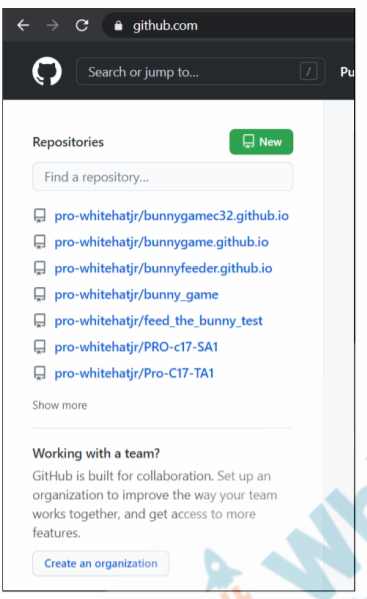 github.com
Search or jump to... /
Pu
Repositories
New
Find a repository...
pro-whitehatjr/bunnygamec32.github.io
pro-whitehatjr/bunnygame.github.io
pro-whitehatjr/bunnyfeeder.github.io
pro-whitehatjr/bunny_game
pro-whitehatjr/feed_the_bunny_test
pro-whitehatjr/PRO-c17-SA1
pro-whitehatjr/Pro-C17-TA1
Show more
Working with a team?
GitHub is built for collaboration. Set up an
organization to improve the way your team
works together, and get access to more
features.
Create an organization